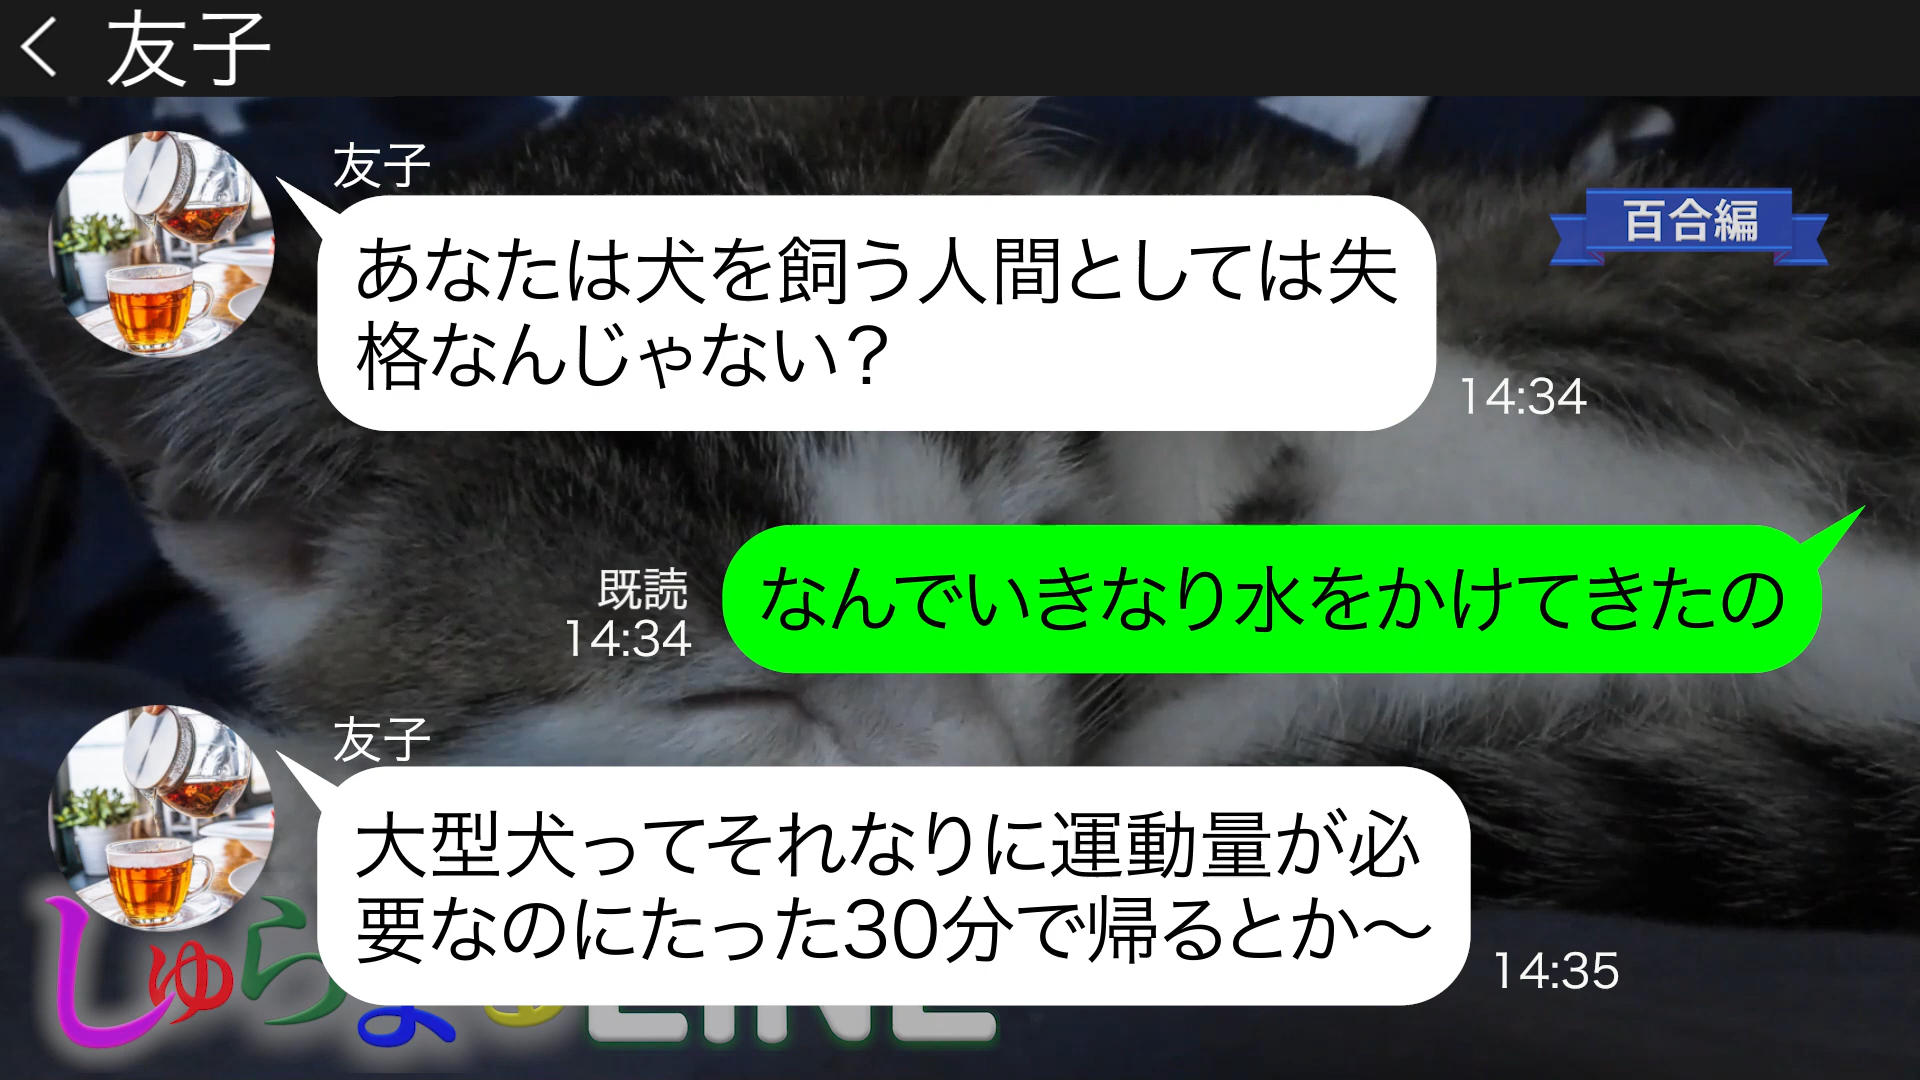 友子
友子
百合編
あなたは犬を飼う人間としては失
格なんじゃない？
14:34
なんでいきなり水をかけてきたの
既読
14:34
友子
大型犬ってそれなりに運動量が必
要なのにたった30分で帰るとか〜
14:35
しゅら
LINE